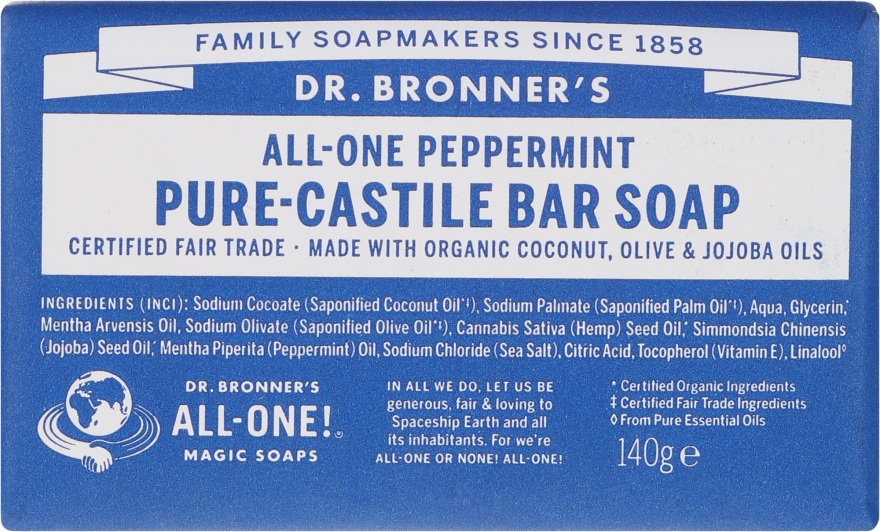 FAMILY SOAPMAKERS SINCE 1858
DR. BRONNER'S
ALL-ONE PEPPERMINT
PURE-CASTILE BAR SOAP
CERTIFIED FAIR TRADE · MADE WITH ORGANIC COCONUT, OLIVE & JOJOBA OILS
INGREDIENTS (INCI): Sodium Cocoate (Saponified Coconut Oil*‡), Sodium Palmate (Saponified Palm Oil*‡), Aqua, Glycerin,*
Mentha Arvensis Oil, Sodium Olivate (Saponified Olive Oil*‡), Cannabis Sativa (Hemp) Seed Oil,* Simmondsia Chinensis
(Jojoba) Seed Oil,* Mentha Piperita (Peppermint) Oil, Sodium Chloride (Sea Salt), Citric Acid, Tocopherol (Vitamin E), Linalool◊
DR. BRONNER'S
ALL-ONE!®
MAGIC SOAPS
IN ALL WE DO, LET US BE
generous, fair & loving to
Spaceship Earth and all
its inhabitants. For we're
ALL-ONE OR NONE! ALL-ONE!
* Certified Organic Ingredients
‡ Certified Fair Trade Ingredients
◊ From Pure Essential Oils
140g ℮